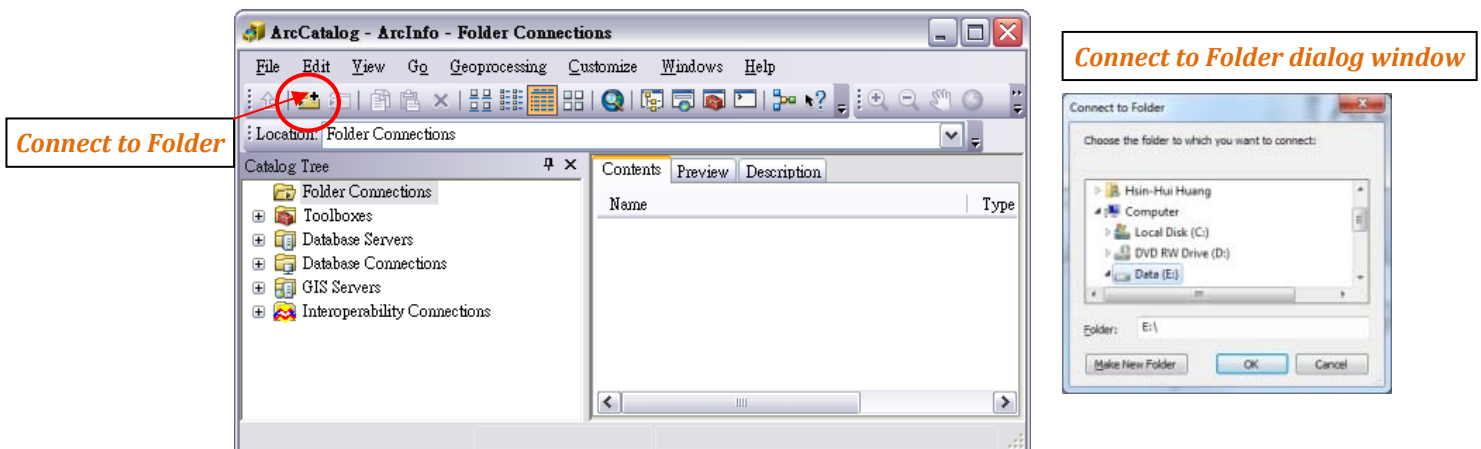 Connect to Folder
ArcCatalog - ArcInfo - Folder Connections
File Edit View Go Geoprocessing Customize Windows Help
Location: Folder Connections
Catalog Tree
Folder Connections
Toolboxes
Database Servers
Database Connections
GIS Servers
Interoperability Connections
Contents Preview Description
Name Type
Connect to Folder dialog window
Connect to Folder
Choose the folder to which you want to connect:
Hsin-Hui Huang
Computer
Local Disk (C:)
DVD RW Drive (D:)
Data (E:)
Folder: E:\
Make New Folder OK Cancel